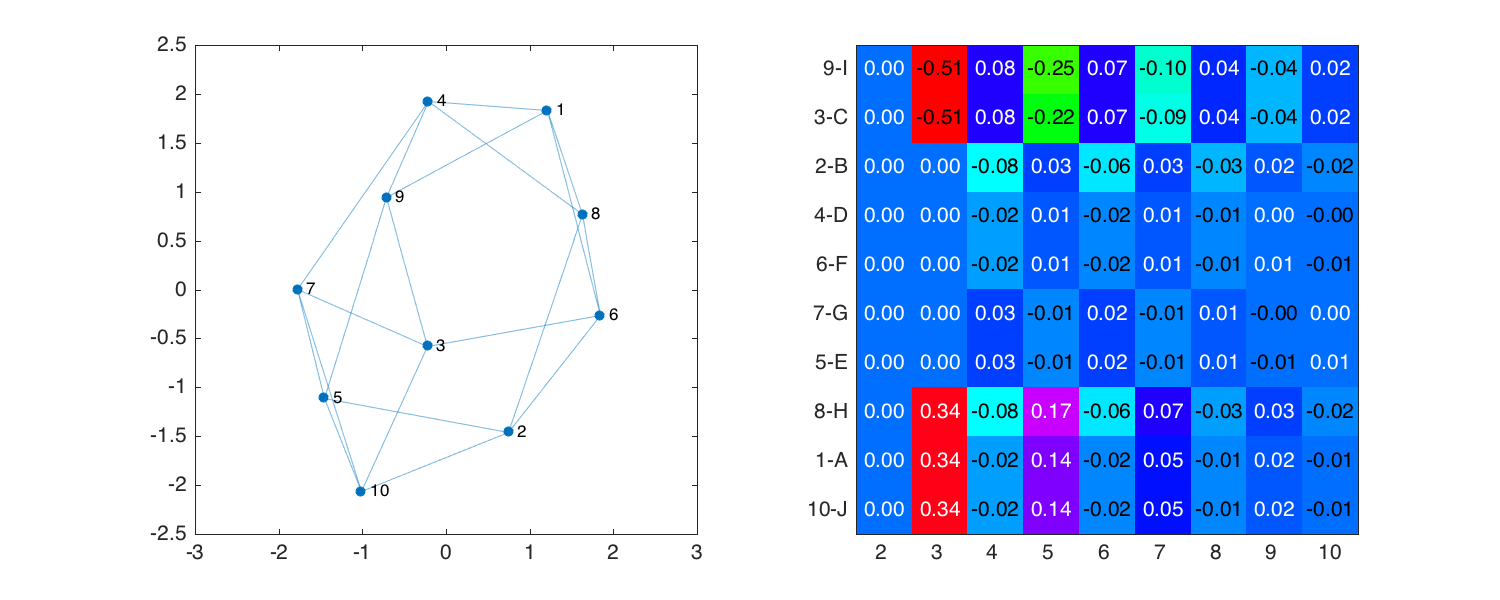 2.5
2
1.5
1
0.5
0
-0.5
-1
-1.5
-2
-2.5
-3 -2 -1 0 1 2 3
4
1
9
8
7
6
3
5
2
10
9-I 0.00 -0.51 0.08 -0.25 0.07 -0.10 0.04 -0.04 0.02
3-C 0.00 -0.51 0.08 -0.22 0.07 -0.09 0.04 -0.04 0.02
2-B 0.00 0.00 -0.08 0.03 -0.06 0.03 -0.03 0.02 -0.02
4-D 0.00 0.00 -0.02 0.01 -0.02 0.01 -0.01 0.00 -0.00
6-F 0.00 0.00 -0.02 0.01 -0.02 0.01 -0.01 0.01 -0.01
7-G 0.00 0.00 0.03 -0.01 0.02 -0.01 0.01 -0.00 0.00
5-E 0.00 0.00 0.03 -0.01 0.02 -0.01 0.01 -0.01 0.01
8-H 0.00 0.34 -0.08 0.17 -0.06 0.07 -0.03 0.03 -0.02
1-A 0.00 0.34 -0.02 0.14 -0.02 0.05 -0.01 0.02 -0.01
10-J 0.00 0.34 -0.02 0.14 -0.02 0.05 -0.01 0.02 -0.01
2 3 4 5 6 7 8 9 10